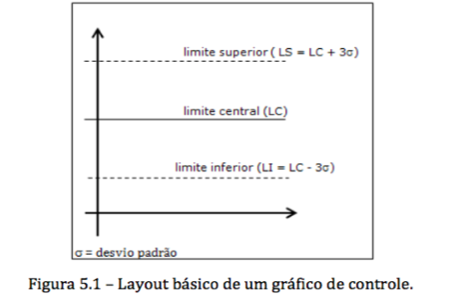 limite superior ( LS = LC + 3σ)
limite central (LC)
limite inferior (LI = LC - 3σ)
σ = desvio padrão
Figura 5.1 – Layout básico de um gráfico de controle.